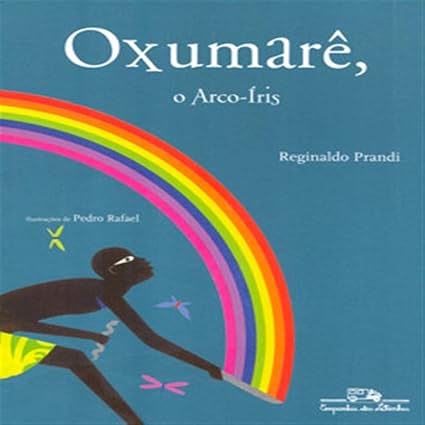 Oxumarê,
o Arco-Íris
Reginaldo Prandi
Ilustrações de Pedro Rafael
Companhia das Letrinhas